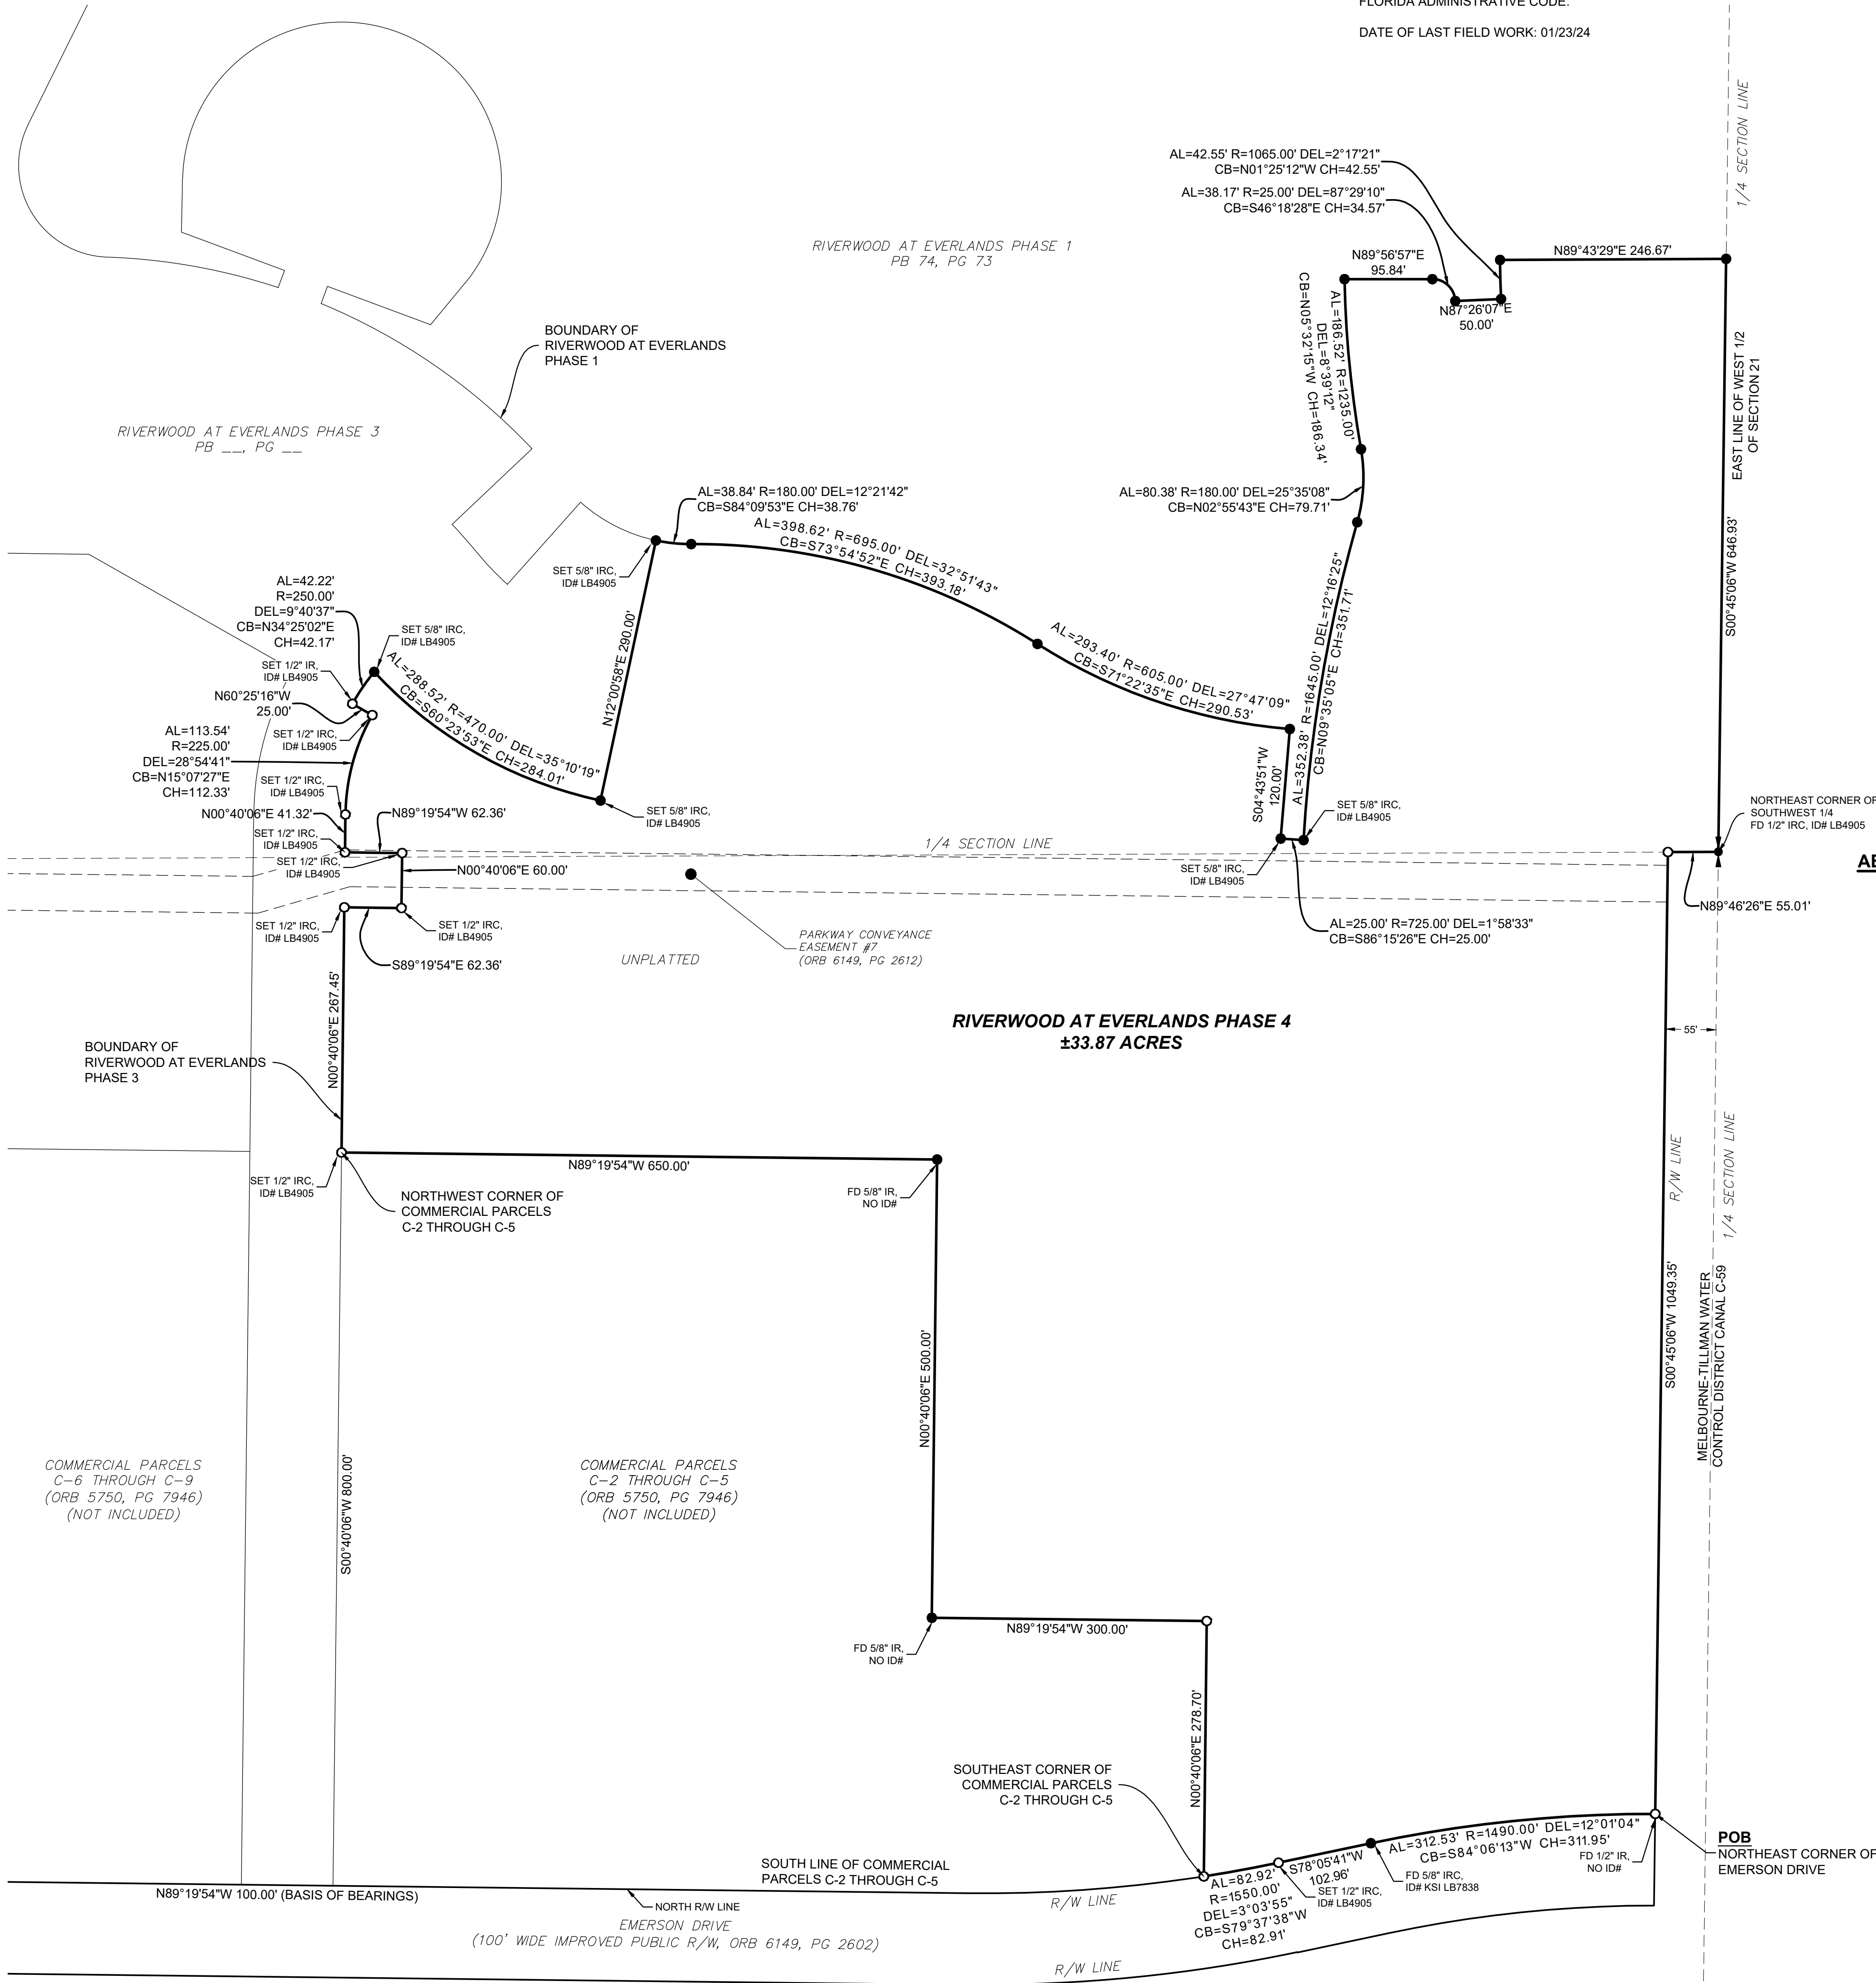 FLORIDA ADMINISTRATIVE CODE.
DATE OF LAST FIELD WORK: 01/23/24
1/4 SECTION LINE
AL=42.55' R=1065.00' DEL=2°17'21"
CB=N01°25'12"W CH=42.55'
AL=38.17' R=25.00' DEL=87°29'10"
CB=S46°18'28"E CH=34.57'
RIVERWOOD AT EVERLANDS PHASE 1
PB 74, PG 73
N89°56'57"E
95.84'
N89°43'29"E 246.67'
N87°26'07"E
50.00'
AL=186.52' R=1235.00'
DEL=8°39'12"
CB=N05°32'15"W CH=186.34'
BOUNDARY OF
RIVERWOOD AT EVERLANDS
PHASE 1
EAST LINE OF WEST 1/2
OF SECTION 21
S00°45'06"W 646.93'
RIVERWOOD AT EVERLANDS PHASE 3
PB __, PG __
AL=38.84' R=180.00' DEL=12°21'42"
CB=S84°09'53"E CH=38.76'
AL=80.38' R=180.00' DEL=25°35'08"
CB=N02°55'43"E CH=79.71'
AL=398.62' R=695.00' DEL=32°51'43"
CB=S73°54'52"E CH=393.18'
SET 5/8" IRC,
ID# LB4905
AL=42.22'
R=250.00'
DEL=9°40'37"
CB=N34°25'02"E
CH=42.17'
SET 5/8" IRC,
ID# LB4905
SET 1/2" IR,
ID# LB4905
N60°25'16"W
25.00'
N12°00'58"E 290.00'
AL=293.40' R=605.00' DEL=27°47'09"
CB=S71°22'35"E CH=290.53'
AL=352.38' R=1645.00' DEL=12°16'25"
CB=N09°35'05"E CH=351.71'
AL=288.52' R=470.00' DEL=35°10'19"
CB=S60°23'53"E CH=284.01'
AL=113.54'
R=225.00'
DEL=28°54'41"
CB=N15°07'27"E
CH=112.33'
SET 1/2" IRC,
ID# LB4905
SET 1/2" IRC,
ID# LB4905
S04°43'51"W
120.00'
N00°40'06"E 41.32'
N89°19'54"W 62.36'
SET 5/8" IRC,
ID# LB4905
SET 5/8" IRC,
ID# LB4905
NORTHEAST CORNER OF
SOUTHWEST 1/4
FD 1/2" IRC, ID# LB4905
SET 1/2" IRC,
ID# LB4905
1/4 SECTION LINE
SET 1/2" IRC,
ID# LB4905
N00°40'06"E 60.00'
SET 5/8" IRC,
ID# LB4905
N89°46'26"E 55.01'
SET 1/2" IRC,
ID# LB4905
SET 1/2" IRC,
ID# LB4905
AL=25.00' R=725.00' DEL=1°58'33"
CB=S86°15'26"E CH=25.00'
PARKWAY CONVEYANCE
EASEMENT #7
(ORB 6149, PG 2612)
S89°19'54"E 62.36'
UNPLATTED
N00°40'06"E 267.45'
RIVERWOOD AT EVERLANDS PHASE 4
±33.87 ACRES
55'
BOUNDARY OF
RIVERWOOD AT EVERLANDS
PHASE 3
N89°19'54"W 650.00'
R/W LINE
1/4 SECTION LINE
SET 1/2" IRC,
ID# LB4905
NORTHWEST CORNER OF
COMMERCIAL PARCELS
C-2 THROUGH C-5
FD 5/8" IR,
NO ID#
N00°40'06"E 500.00'
S00°45'06"W 1049.35'
MELBOURNE-TILLMAN WATER
CONTROL DISTRICT CANAL C-59
COMMERCIAL PARCELS
C-6 THROUGH C-9
(ORB 5750, PG 7946)
(NOT INCLUDED)
S00°40'06"W 800.00'
COMMERCIAL PARCELS
C-2 THROUGH C-5
(ORB 5750, PG 7946)
(NOT INCLUDED)
N89°19'54"W 300.00'
FD 5/8" IR,
NO ID#
N00°40'06"E 278.70'
SOUTHEAST CORNER OF
COMMERCIAL PARCELS
C-2 THROUGH C-5
AL=312.53' R=1490.00' DEL=12°01'04"
CB=S84°06'13"W CH=311.95'
FD 1/2" IR,
NO ID#
POB
NORTHEAST CORNER OF
EMERSON DRIVE
S78°05'41"W
102.96'
FD 5/8" IRC,
ID# KSI LB7838
SET 1/2" IRC,
ID# LB4905
AL=82.92'
R=1550.00'
DEL=3°03'55"
CB=S79°37'38"W
CH=82.91'
SOUTH LINE OF COMMERCIAL
PARCELS C-2 THROUGH C-5
N89°19'54"W 100.00' (BASIS OF BEARINGS)
NORTH R/W LINE
R/W LINE
EMERSON DRIVE
(100' WIDE IMPROVED PUBLIC R/W, ORB 6149, PG 2602)
R/W LINE